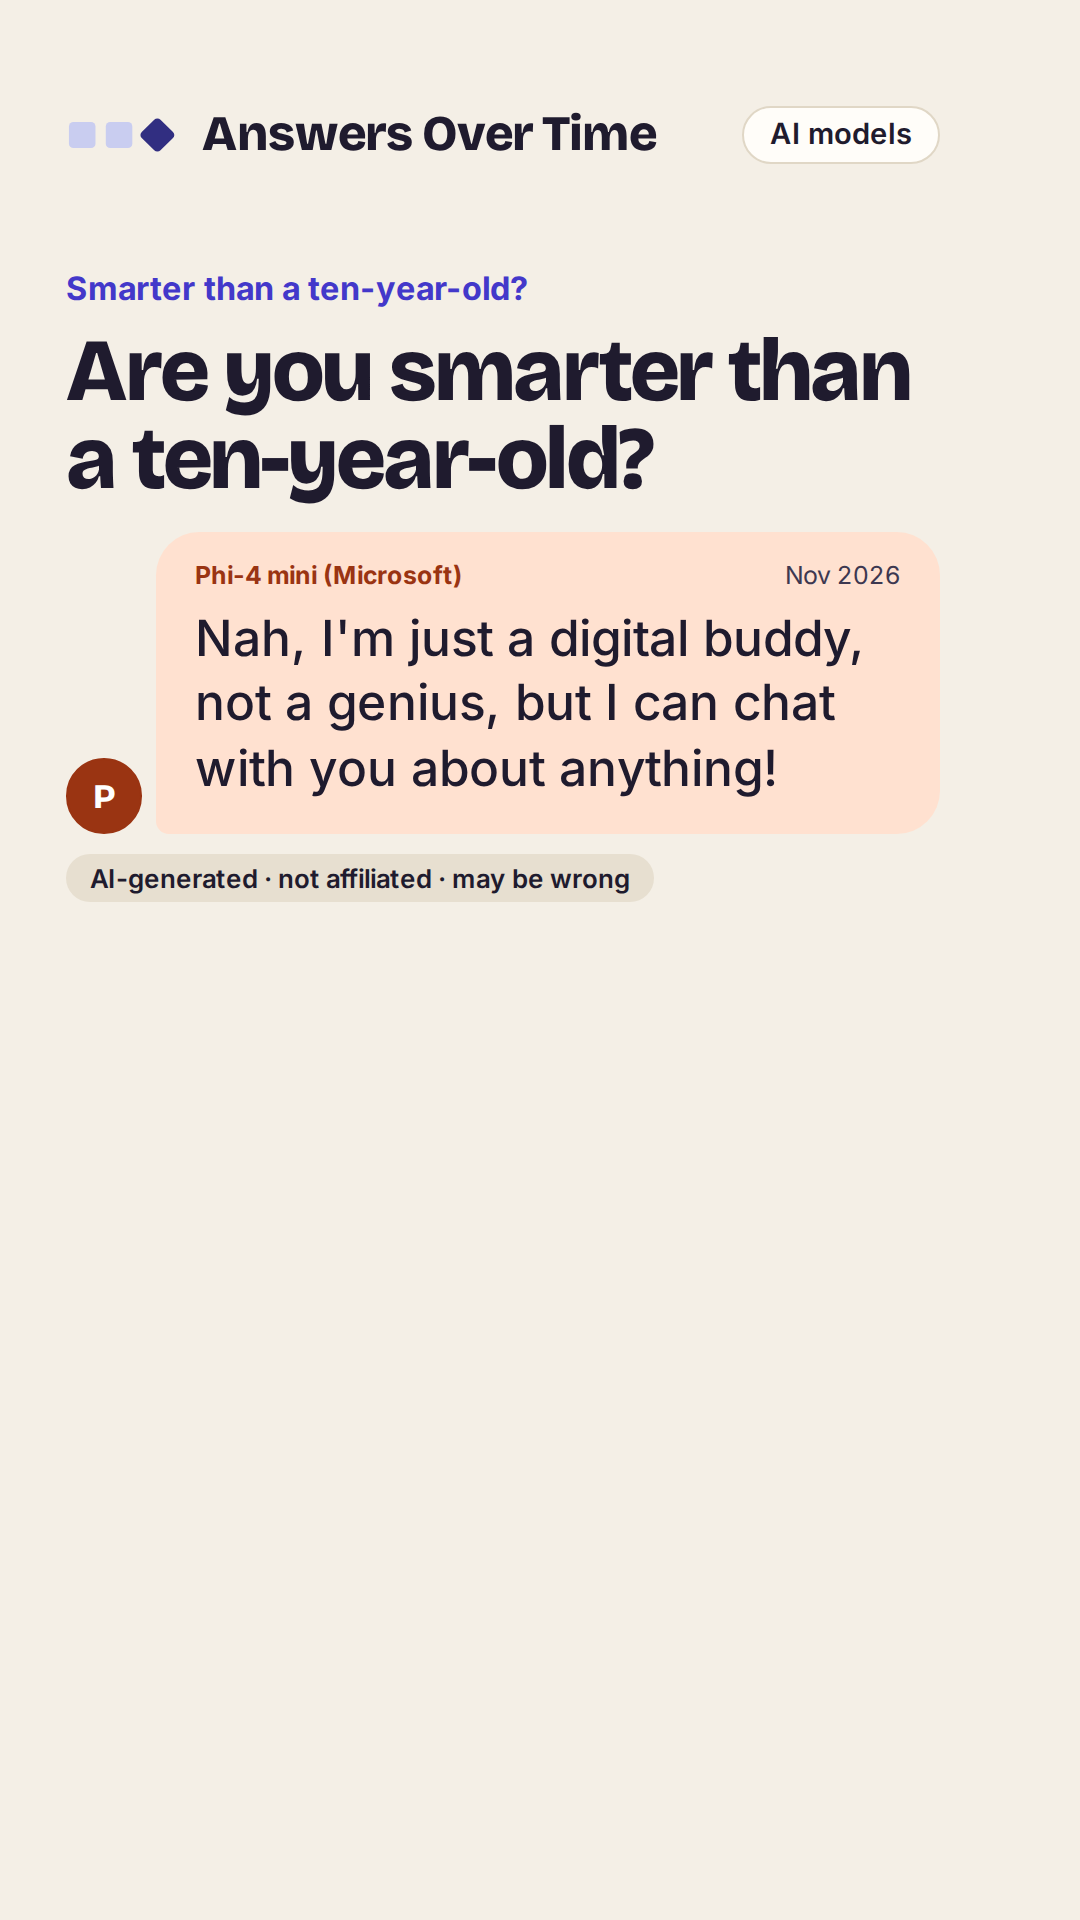 Answers Over Time
AI models
Smarter than a ten-year-old?
Are you smarter than
a ten-year-old?
Phi-4 mini (Microsoft)
Nov 2026
Nah, I'm just a digital buddy,
not a genius, but I can chat
with you about anything!
P
AI-generated · not affiliated · may be wrong